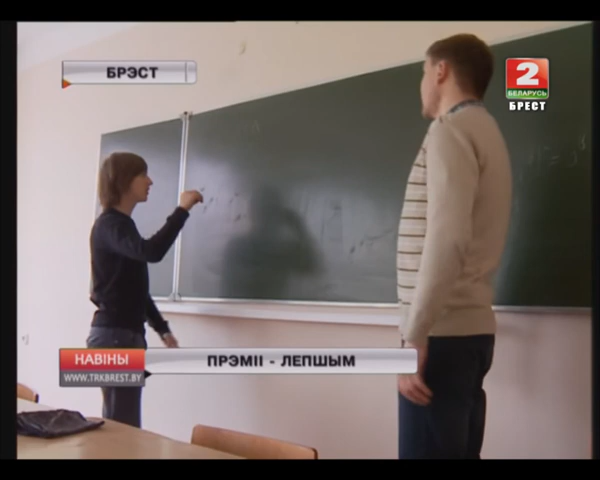 БРЭСТ
2
БЕЛАРУСЬ
БРЕСТ
НАВІНЫ
ПРЭМІІ - ЛЕПШЫМ
WWW.TRKBREST.BY